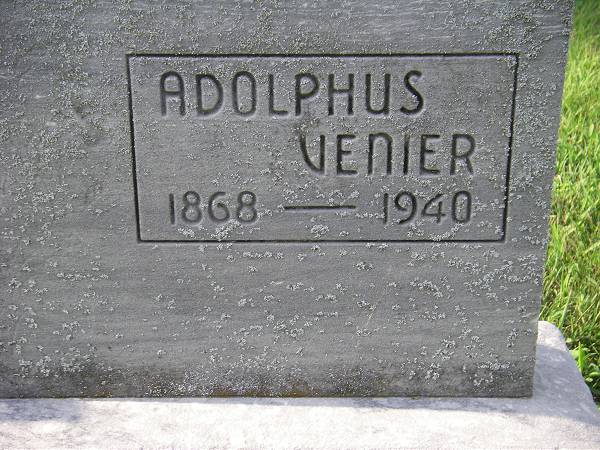 ADOLPHUS
VENIER
1868 — 1940